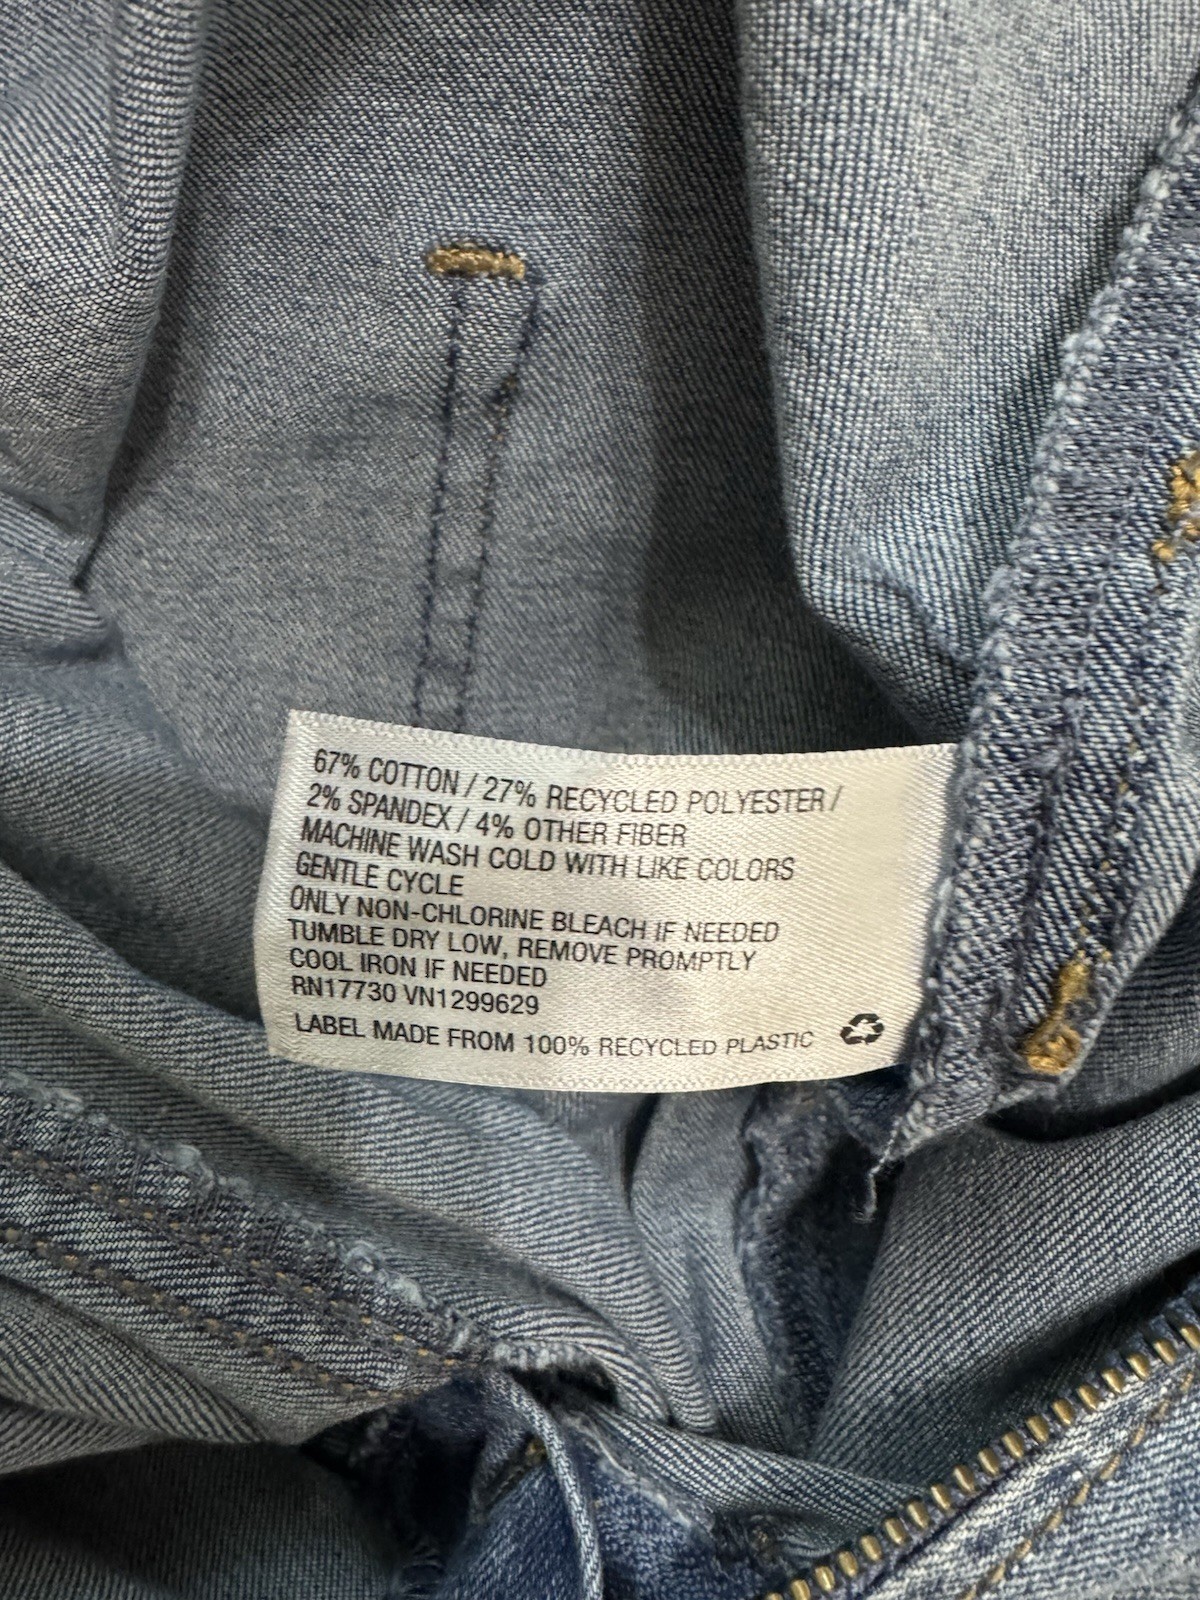 67% COTTON / 27% RECYCLED POLYESTER /
2% SPANDEX / 4% OTHER FIBER
MACHINE WASH COLD WITH LIKE COLORS
GENTLE CYCLE
ONLY NON-CHLORINE BLEACH IF NEEDED
TUMBLE DRY LOW, REMOVE PROMPTLY
COOL IRON IF NEEDED
RN17730 VN1299629
LABEL MADE FROM 100% RECYCLED PLASTIC